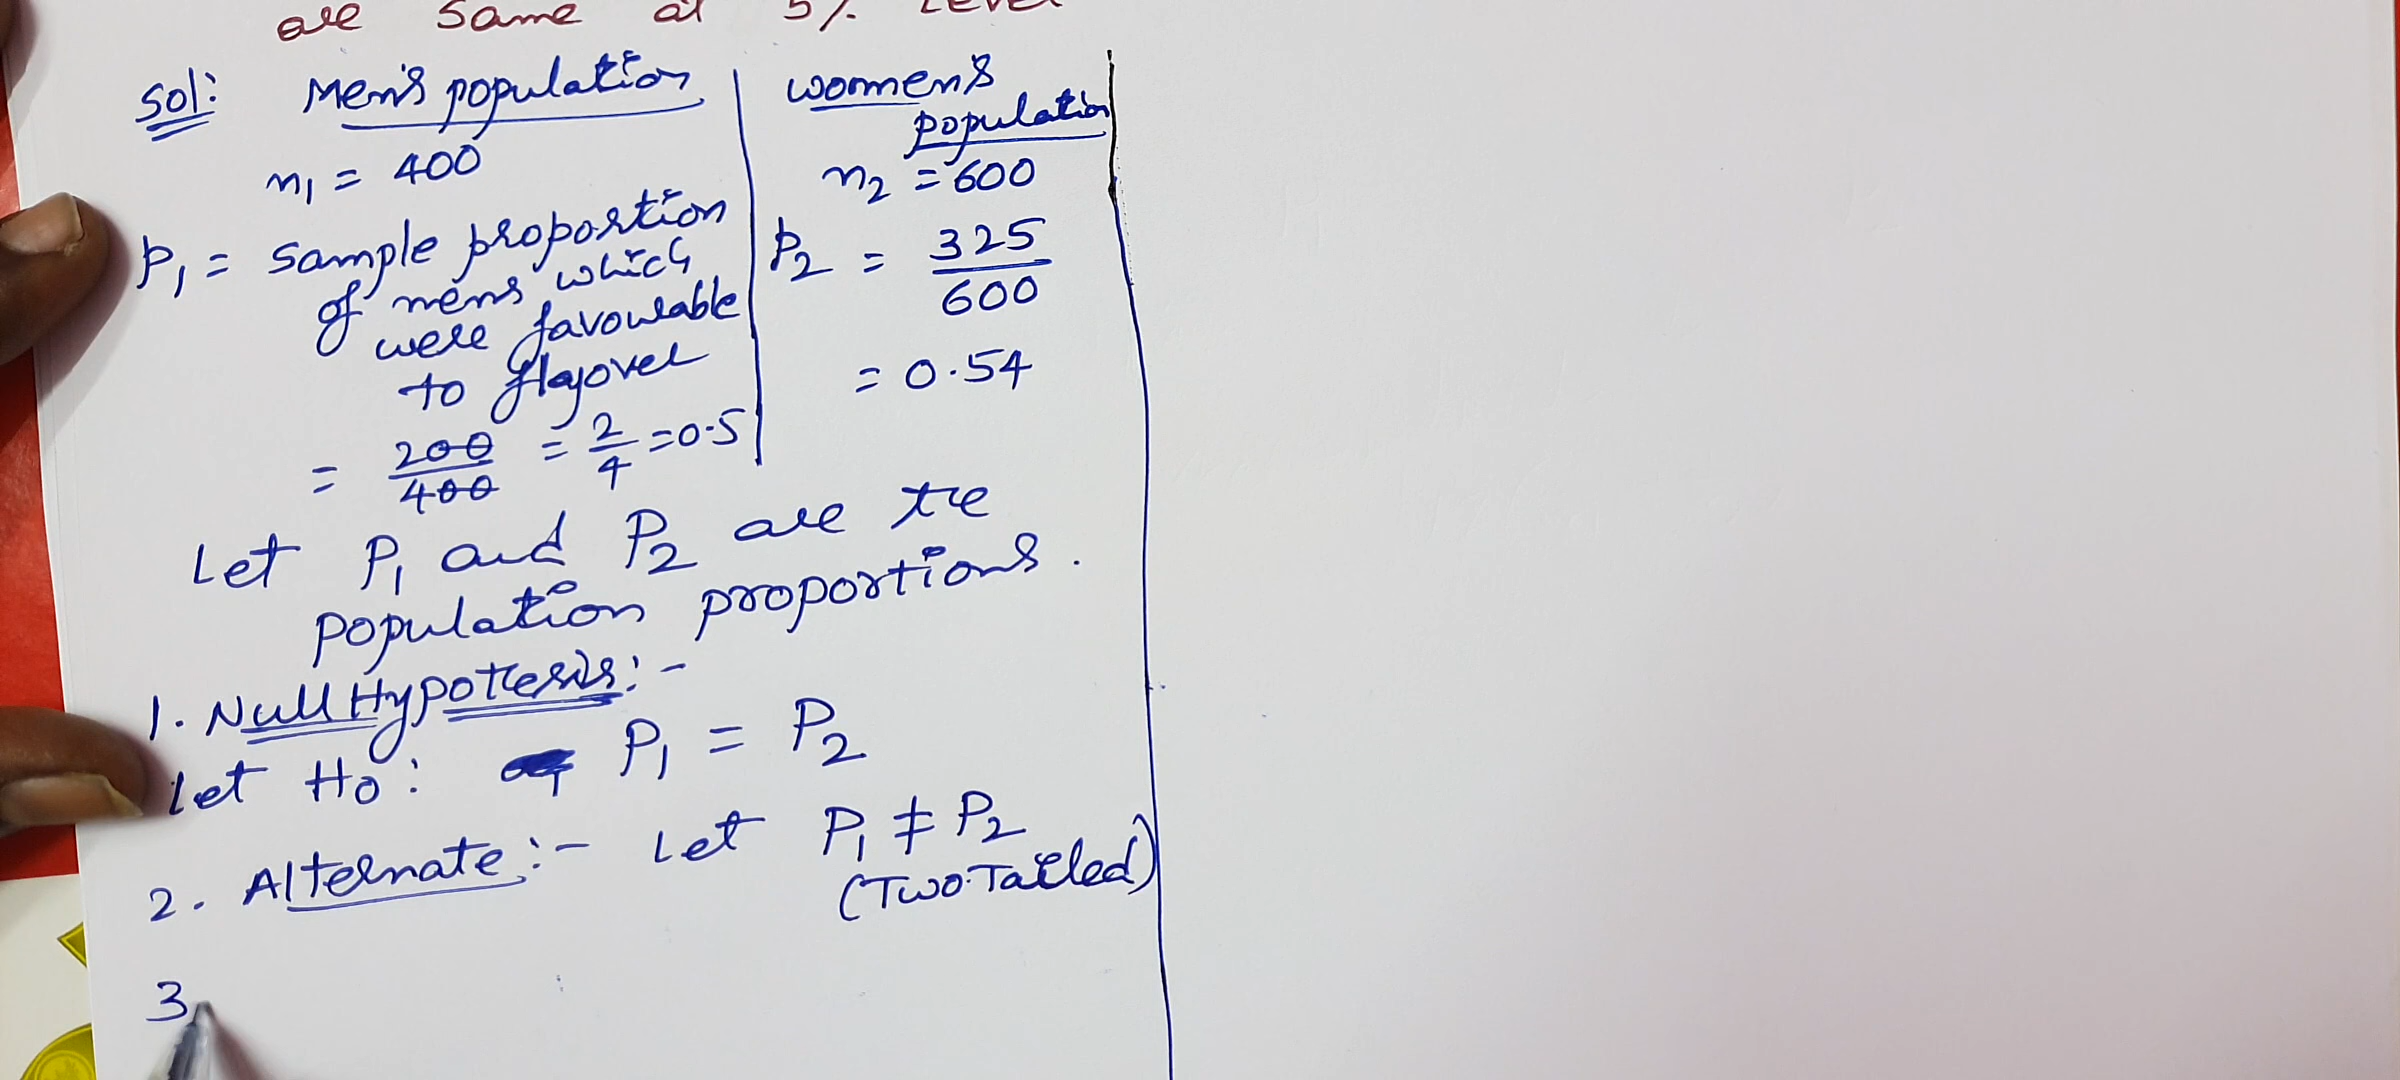 are same at 5% Level
Sol: Men's population
n₁ = 400
p₁ = sample proportion
of mens which
were favourable
to flyover
= 200/400 = 2/4 = 0.5
women's
population
n₂ = 600
p₂ = 325/600
= 0.54
Let P₁ and P₂ are the
population proportions.
1. Null Hypothesis:-
Let H₀: P₁ = P₂
2. Alternate:- Let P₁ ≠ P₂
(Two Tailed)
3.